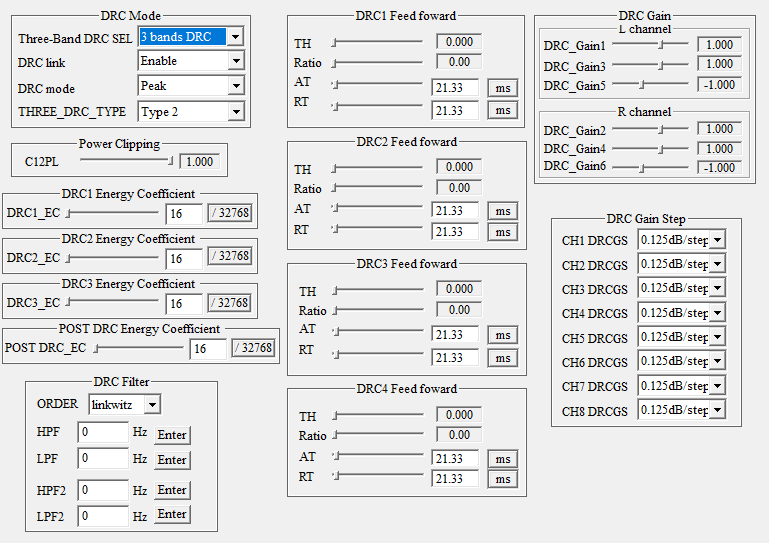 DRC Mode
Three-Band DRC SEL 3 bands DRC
DRC link Enable
DRC mode Peak
THREE_DRC_TYPE Type 2
Power Clipping
C12PL 1.000
DRC1 Energy Coefficient
DRC1_EC 16 / 32768
DRC2 Energy Coefficient
DRC2_EC 16 / 32768
DRC3 Energy Coefficient
DRC3_EC 16 / 32768
POST DRC Energy Coefficient
POST DRC_EC 16 / 32768
DRC Filter
ORDER linkwitz
HPF 0 Hz Enter
LPF 0 Hz Enter
HPF2 0 Hz Enter
LPF2 0 Hz Enter
DRC1 Feed foward
TH 0.000
Ratio 0.00
AT 21.33 ms
RT 21.33 ms
DRC2 Feed foward
TH 0.000
Ratio 0.00
AT 21.33 ms
RT 21.33 ms
DRC3 Feed foward
TH 0.000
Ratio 0.00
AT 21.33 ms
RT 21.33 ms
DRC4 Feed foward
TH 0.000
Ratio 0.00
AT 21.33 ms
RT 21.33 ms
DRC Gain
L channel
DRC_Gain1 1.000
DRC_Gain3 1.000
DRC_Gain5 -1.000
R channel
DRC_Gain2 1.000
DRC_Gain4 1.000
DRC_Gain6 -1.000
DRC Gain Step
CH1 DRCGS 0.125dB/step
CH2 DRCGS 0.125dB/step
CH3 DRCGS 0.125dB/step
CH4 DRCGS 0.125dB/step
CH5 DRCGS 0.125dB/step
CH6 DRCGS 0.125dB/step
CH7 DRCGS 0.125dB/step
CH8 DRCGS 0.125dB/step